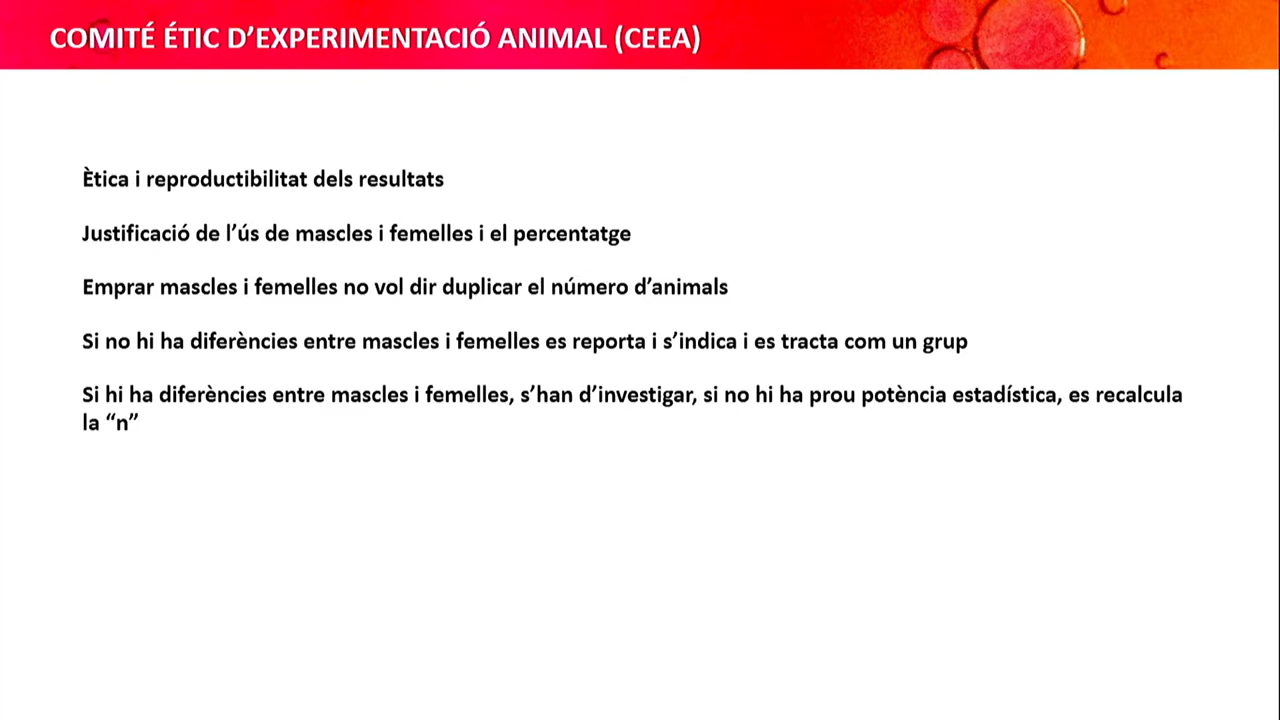 COMITÉ ÉTIC D’EXPERIMENTACIÓ ANIMAL (CEEA)
Ètica i reproductibilitat dels resultats
Justificació de l’ús de mascles i femelles i el percentatge
Emprar mascles i femelles no vol dir duplicar el número d’animals
Si no hi ha diferències entre mascles i femelles es reporta i s’indica i es tracta com un grup
Si hi ha diferències entre mascles i femelles, s’han d’investigar, si no hi ha prou potència estadística, es recalcula
la “n”